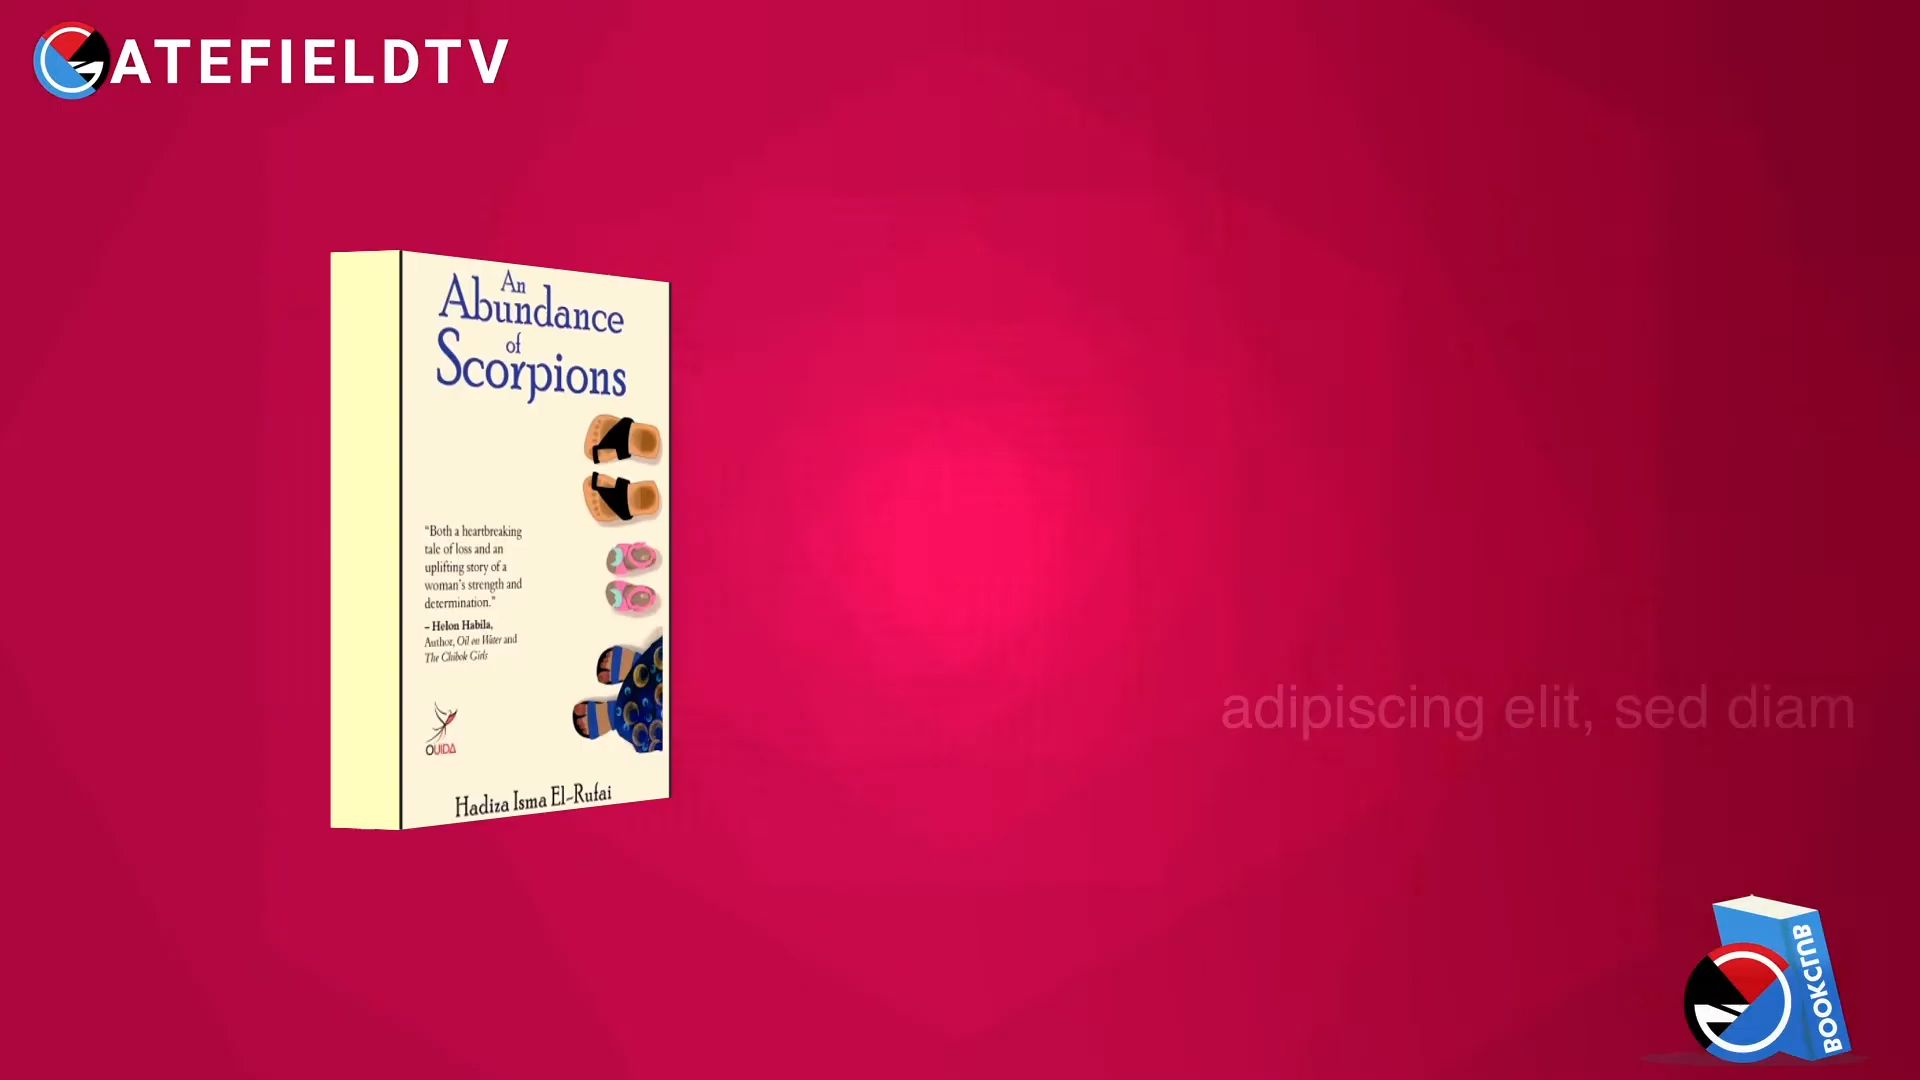 GATEFIELDTV
An
Abundance
of
Scorpions
"Both a heartbreaking
tale of loss and an
uplifting story of a
woman's strength and
determination."
– Helon Habila,
Author, Oil on Water and
The Chibok Girls
OUIDA
Hadiza Isma El-Rufai
adipiscing elit, sed diam
BOOKCLUB